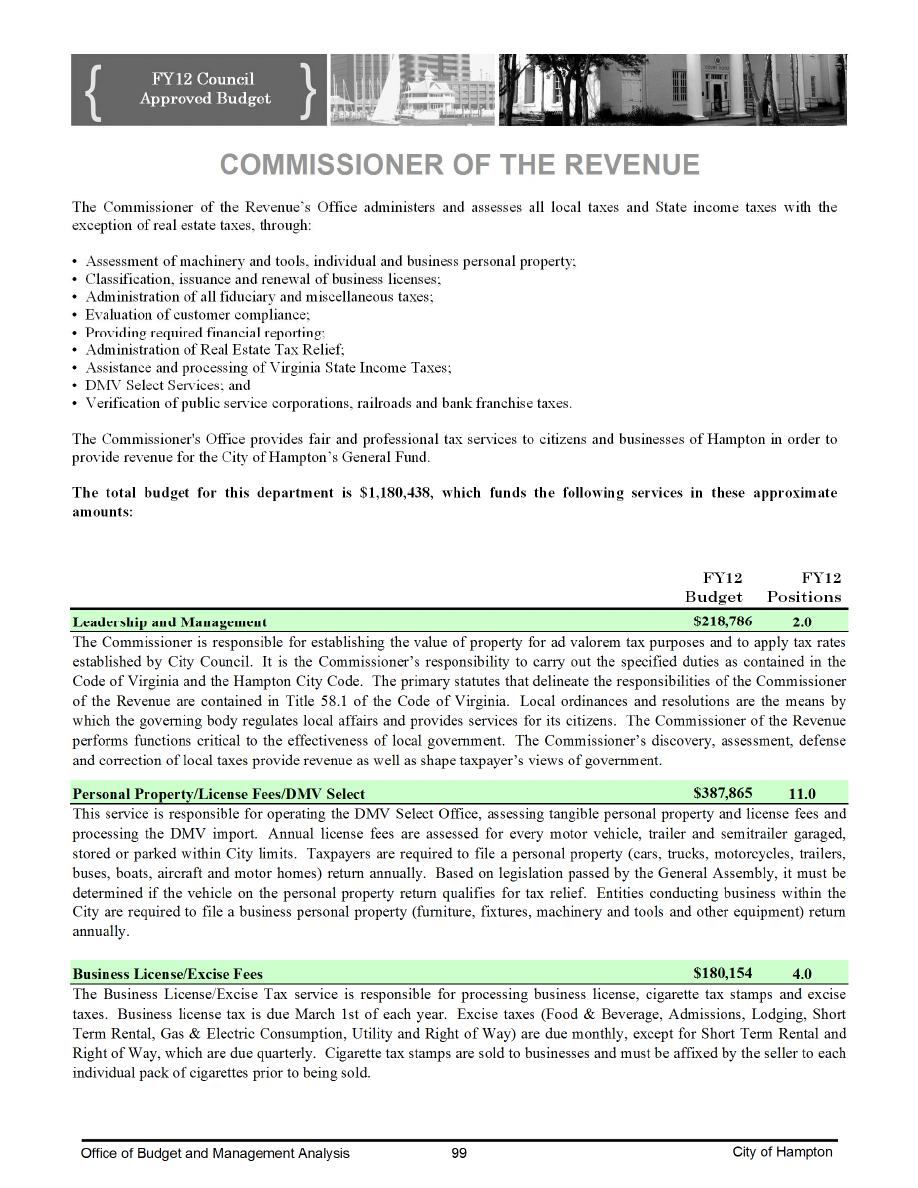 FY12 Council
Approved Budget
COMMISSIONER OF THE REVENUE
The Commissioner of the Revenue’s Office administers and assesses all local taxes and State income taxes with the
exception of real estate taxes, through:
• Assessment of machinery and tools, individual and business personal property;
• Classification, issuance and renewal of business licenses;
• Administration of all fiduciary and miscellaneous taxes;
• Evaluation of customer compliance;
• Providing required financial reporting;
• Administration of Real Estate Tax Relief;
• Assistance and processing of Virginia State Income Taxes;
• DMV Select Services; and
• Verification of public service corporations, railroads and bank franchise taxes.
The Commissioner's Office provides fair and professional tax services to citizens and businesses of Hampton in order to
provide revenue for the City of Hampton’s General Fund.
The total budget for this department is $1,180,438, which funds the following services in these approximate
amounts:
FY12 FY12
Budget Positions
Leadership and Management $218,786 2.0
The Commissioner is responsible for establishing the value of property for ad valorem tax purposes and to apply tax rates
established by City Council. It is the Commissioner’s responsibility to carry out the specified duties as contained in the
Code of Virginia and the Hampton City Code. The primary statutes that delineate the responsibilities of the Commissioner
of the Revenue are contained in Title 58.1 of the Code of Virginia. Local ordinances and resolutions are the means by
which the governing body regulates local affairs and provides services for its citizens. The Commissioner of the Revenue
performs functions critical to the effectiveness of local government. The Commissioner’s discovery, assessment, defense
and correction of local taxes provide revenue as well as shape taxpayer’s views of government.
Personal Property/License Fees/DMV Select $387,865 11.0
This service is responsible for operating the DMV Select Office, assessing tangible personal property and license fees and
processing the DMV import. Annual license fees are assessed for every motor vehicle, trailer and semitrailer garaged,
stored or parked within City limits. Taxpayers are required to file a personal property (cars, trucks, motorcycles, trailers,
buses, boats, aircraft and motor homes) return annually. Based on legislation passed by the General Assembly, it must be
determined if the vehicle on the personal property return qualifies for tax relief. Entities conducting business within the
City are required to file a business personal property (furniture, fixtures, machinery and tools and other equipment) return
annually.
Business License/Excise Fees $180,154 4.0
The Business License/Excise Tax service is responsible for processing business license, cigarette tax stamps and excise
taxes. Business license tax is due March 1st of each year. Excise taxes (Food & Beverage, Admissions, Lodging, Short
Term Rental, Gas & Electric Consumption, Utility and Right of Way) are due monthly, except for Short Term Rental and
Right of Way, which are due quarterly. Cigarette tax stamps are sold to businesses and must be affixed by the seller to each
individual pack of cigarettes prior to being sold.
Office of Budget and Management Analysis 99 City of Hampton